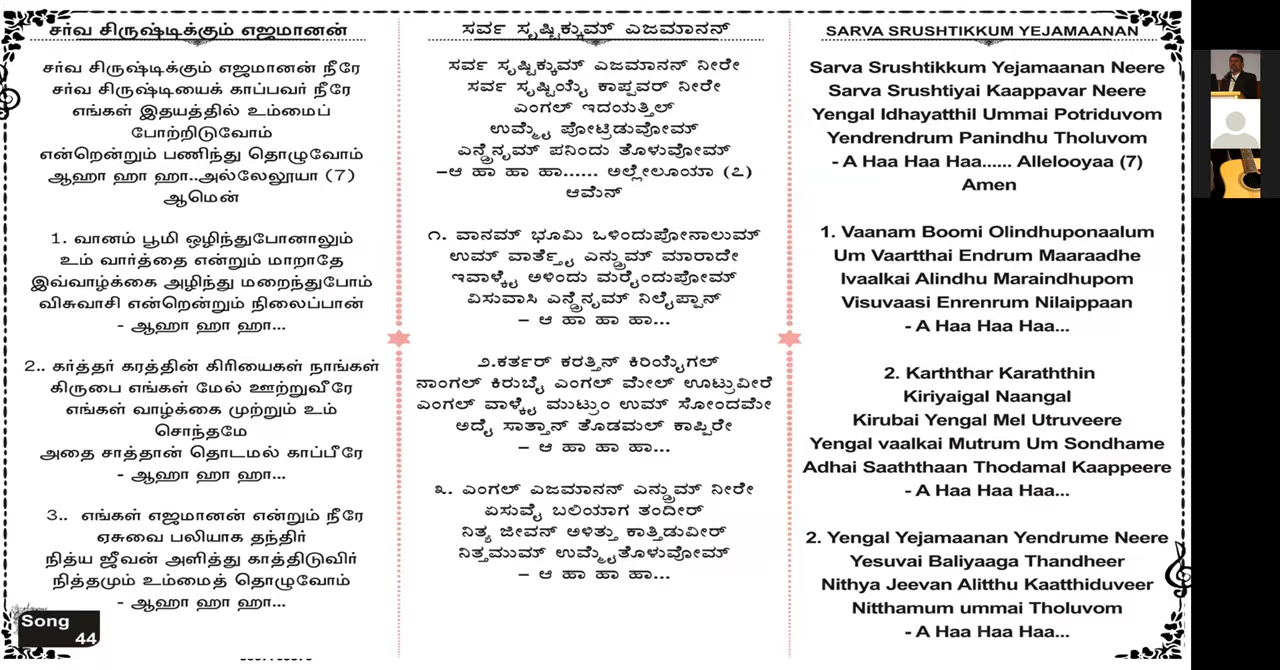 சர்வ சிருஷ்டிக்கும் எஜமானன்
சர்வ சிருஷ்டிக்கும் எஜமானன் நீரே
சர்வ சிருஷ்டியைக் காப்பவர் நீரே
எங்கள் இதயத்தில் உம்மைப்
போற்றிடுவோம்
என்றென்றும் பணிந்து தொழுவோம்
ஆஹா ஹா ஹா..அல்லேலூயா (7)
ஆமென்
1. வானம் பூமி ஒழிந்துபோனாலும்
உம் வார்த்தை என்றும் மாறாதே
இவ்வாழ்க்கை அழிந்து மறைந்துபோம்
விசுவாசி என்றென்றும் நிலைப்பான்
- ஆஹா ஹா ஹா...
2.. கர்த்தர் கரத்தின் கிரியைகள் நாங்கள்
கிருபை எங்கள் மேல் ஊற்றுவீரே
எங்கள் வாழ்க்கை முற்றும் உம்
சொந்தமே
அதை சாத்தான் தொடமல் காப்பீரே
- ஆஹா ஹா ஹா...
3.. எங்கள் எஜமானன் என்றும் நீரே
ஏசுவை பலியாக தந்தீர்
நித்ய ஜீவன் அளித்து காத்திடுவிர்
நித்தமும் உம்மைத் தொழுவோம்
- ஆஹா ஹா ஹா...
Song
44
ಸರ್ವ ಸೃಷ್ಟಿಕ್ಕುಮ್ ಎಜಮಾನನ್
ಸರ್ವ ಸೃಷ್ಟಿಕ್ಕುಮ್ ಎಜಮಾನನ್ ನೀರೇ
ಸರ್ವ ಸೃಷ್ಟಿಯೈ ಕಾಪ್ಪವರ್ ನೀರೇ
ಎಂಗಲ್ ಇದಯತ್ತಿಲ್
ಉಮ್ಮೈ ಪೋಟ್ರಿಡುವೋಮ್
ಎನ್ಡ್ರೆನ್ರುಮ್ ಪನಿಂದು ತೊಳುವೋಮ್
–ಆ ಹಾ ಹಾ ಹಾ...... ಅಲ್ಲೇಲೂಯಾ (೭)
ಆಮೆನ್
೧. ವಾನಮ್ ಭೂಮಿ ಒಳಿಂದುಪೋನಾಲುಮ್
ಉಮ್ ವಾರ್ತ್ತೈ ಎನ್ಡ್ರುಮ್ ಮಾರಾದೇ
ಇವಾಳ್ಕೈ ಅಳಿಂದು ಮರೈಂದುಪೋಮ್
ವಿಸುವಾಸಿ ಎನ್ಡ್ರೆನ್ರುಮ್ ನಿಲೈಪ್ಪಾನ್
– ಆ ಹಾ ಹಾ ಹಾ...
೨.ಕರ್ತರ್ ಕರತ್ತಿನ್ ಕಿರಿಯೈಗಲ್
ನಾಂಗಲ್ ಕಿರುಬೈ ಎಂಗಲ್ ಮೇಲ್ ಊಟ್ರುವೀರೆ
ಎಂಗಲ್ ವಾಳ್ಕೈ ಮುಟ್ರುಂ ಉಮ್ ಸೋಂದಮೇ
ಅದೈ ಸಾತ್ತಾನ್ ತೊಡಮಲ್ ಕಾಪ್ಪಿರೇ
– ಆ ಹಾ ಹಾ ಹಾ...
೩. ಎಂಗಲ್ ಎಜಮಾನನ್ ಎನ್ಡ್ರುಮ್ ನೀರೇ
ಏಸುವೈ ಬಲಿಯಾಗ ತಂದೀರ್
ನಿತ್ಯ ಜೀವನ್ ಅಳಿತ್ತು ಕಾತ್ತಿಡುವೀರ್
ನಿತ್ತಮುಮ್ ಉಮ್ಮೈತೊಳುವೋಮ್
– ಆ ಹಾ ಹಾ ಹಾ...
SARVA SRUSHTIKKUM YEJAMAANAN
Sarva Srushtikkum Yejamaanan Neere
Sarva Srushtiyai Kaappavar Neere
Yengal Idhayatthil Ummai Potriduvom
Yendrendrum Panindhu Tholuvom
- A Haa Haa Haa...... Allelooyaa (7)
Amen
1. Vaanam Boomi Olindhuponaalum
Um Vaartthai Endrum Maaraadhe
Ivaalkai Alindhu Maraindhupom
Visuvaasi Enrenrum Nilaippaan
- A Haa Haa Haa...
2. Karththar Karaththin
Kiriyaigal Naangal
Kirubai Yengal Mel Utruveere
Yengal vaalkai Mutrum Um Sondhame
Adhai Saaththaan Thodamal Kaappeere
- A Haa Haa Haa...
2. Yengal Yejamaanan Yendrume Neere
Yesuvai Baliyaaga Thandheer
Nithya Jeevan Alitthu Kaatthiduveer
Nitthamum ummai Tholuvom
- A Haa Haa Haa...